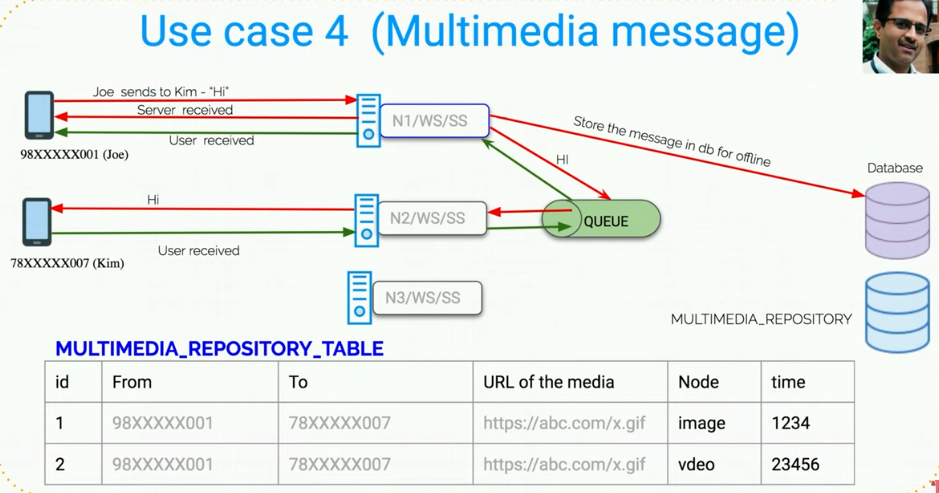 Use case 4 (Multimedia message)
Joe sends to Kim - "Hi"
Server received
User received
98XXXXX001 (Joe)
N1/WS/SS
Store the message in db for offline
HI
Database
Hi
N2/WS/SS
QUEUE
User received
78XXXXX007 (Kim)
N3/WS/SS
MULTIMEDIA_REPOSITORY
MULTIMEDIA_REPOSITORY_TABLE
id From To URL of the media Node time
1 98XXXXX001 78XXXXX007 https://abc.com/x.gif image 1234
2 98XXXXX001 78XXXXX007 https://abc.com/x.gif vdeo 23456